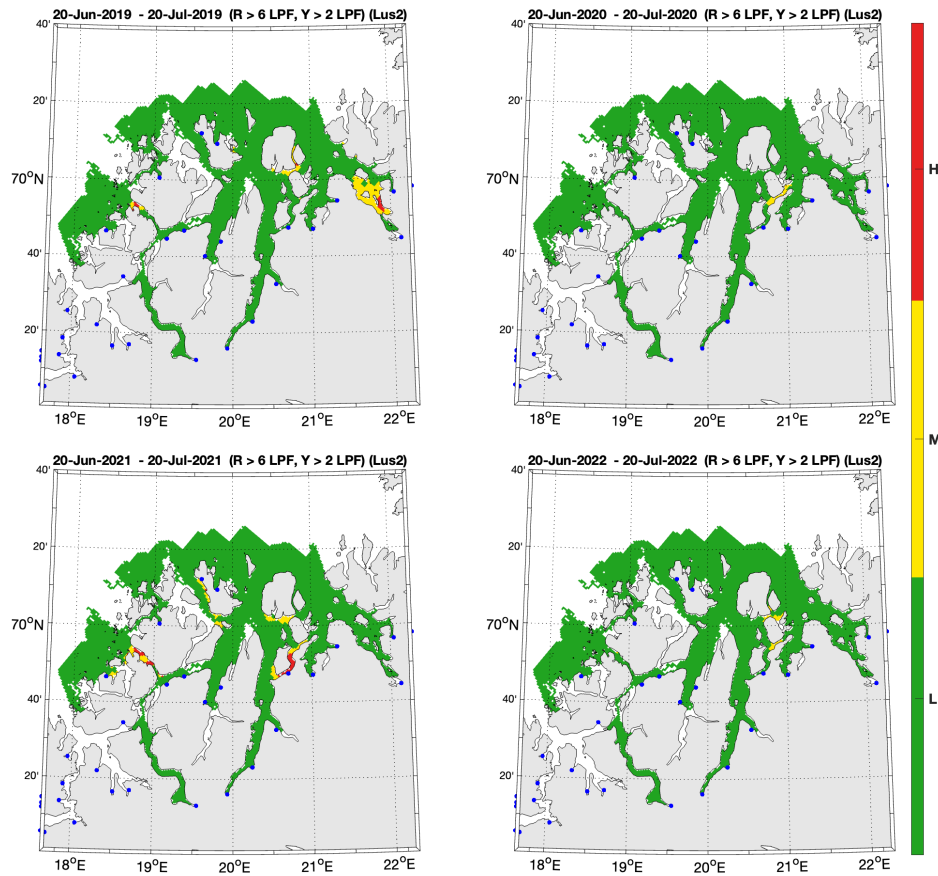 20-Jun-2019 - 20-Jul-2019 (R > 6 LPF, Y > 2 LPF) (Lus2)
40'
20'
70°N
40'
20'
18°E 19°E 20°E 21°E 22°E
20-Jun-2020 - 20-Jul-2020 (R > 6 LPF, Y > 2 LPF) (Lus2)
40'
20'
70°N
40'
20'
18°E 19°E 20°E 21°E 22°E
20-Jun-2021 - 20-Jul-2021 (R > 6 LPF, Y > 2 LPF) (Lus2)
40'
20'
70°N
40'
20'
18°E 19°E 20°E 21°E 22°E
20-Jun-2022 - 20-Jul-2022 (R > 6 LPF, Y > 2 LPF) (Lus2)
40'
20'
70°N
40'
20'
18°E 19°E 20°E 21°E 22°E
H
M
L